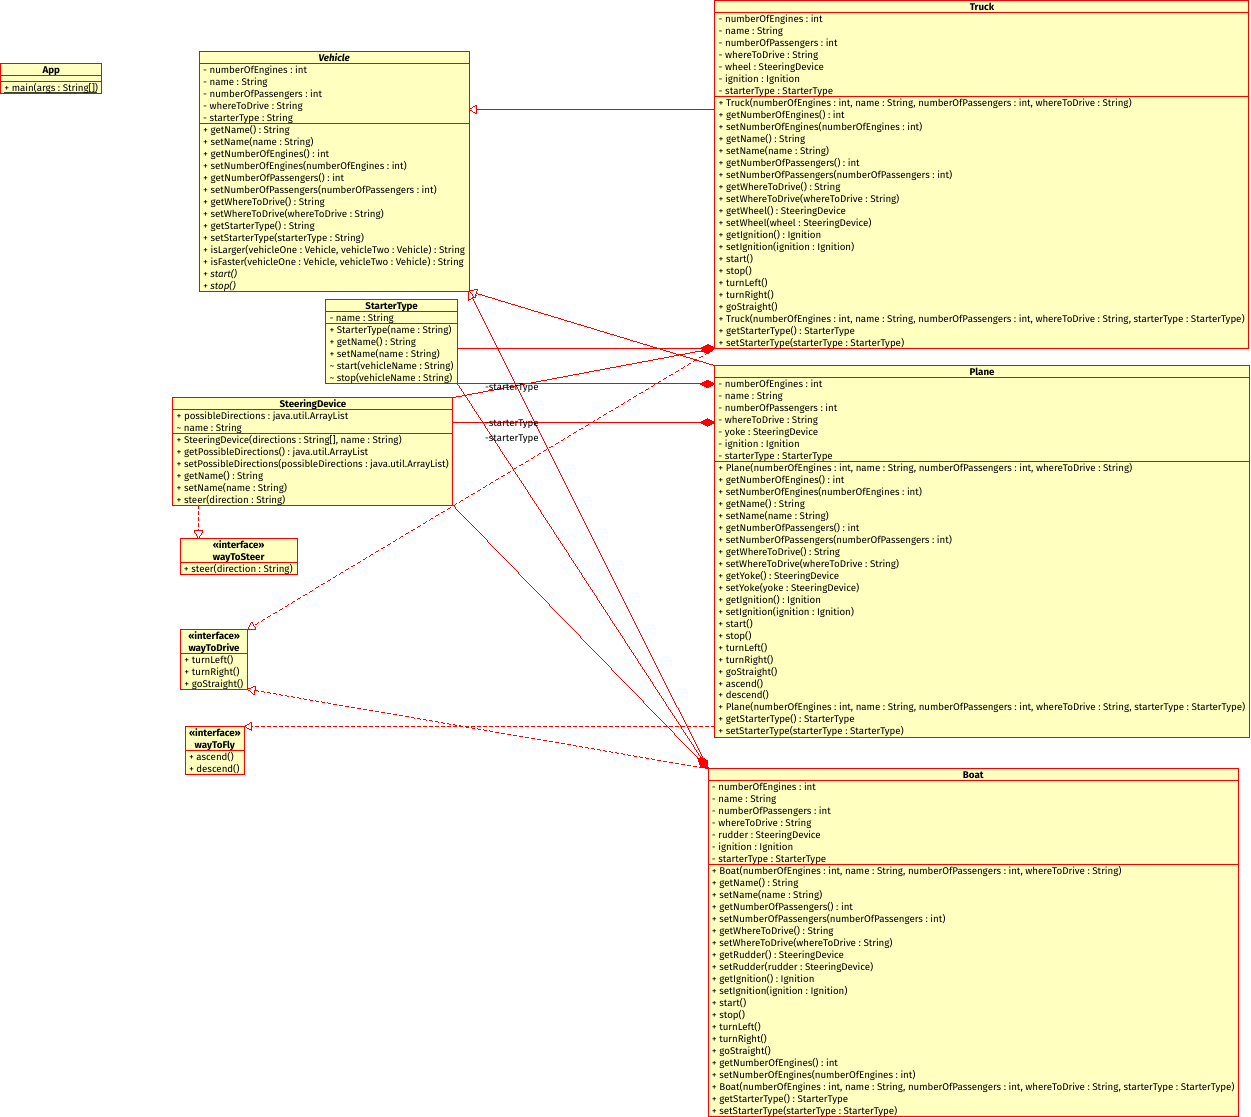 App
+ main(args : String[])
Vehicle
- numberOfEngines : int
- name : String
- numberOfPassengers : int
- whereToDrive : String
- starterType : String
+ getName() : String
+ setName(name : String)
+ getNumberOfEngines() : int
+ setNumberOfEngines(numberOfEngines : int)
+ getNumberOfPassengers() : int
+ setNumberOfPassengers(numberOfPassengers : int)
+ getWhereToDrive() : String
+ setWhereToDrive(whereToDrive : String)
+ getStarterType() : String
+ setStarterType(starterType : String)
+ isLarger(vehicleOne : Vehicle, vehicleTwo : Vehicle) : String
+ isFaster(vehicleOne : Vehicle, vehicleTwo : Vehicle) : String
+ start()
+ stop()
StarterType
- name : String
+ StarterType(name : String)
+ getName() : String
+ setName(name : String)
~ start(vehicleName : String)
~ stop(vehicleName : String)
SteeringDevice
+ possibleDirections : java.util.ArrayList
~ name : String
+ SteeringDevice(directions : String[], name : String)
+ getPossibleDirections() : java.util.ArrayList
+ setPossibleDirections(possibleDirections : java.util.ArrayList)
+ getName() : String
+ setName(name : String)
+ steer(direction : String)
«interface»
wayToSteer
+ steer(direction : String)
«interface»
wayToDrive
+ turnLeft()
+ turnRight()
+ goStraight()
«interface»
wayToFly
+ ascend()
+ descend()
-starterType
-starterType
-starterType
Truck
- numberOfEngines : int
- name : String
- numberOfPassengers : int
- whereToDrive : String
- wheel : SteeringDevice
- ignition : Ignition
- starterType : StarterType
+ Truck(numberOfEngines : int, name : String, numberOfPassengers : int, whereToDrive : String)
+ getNumberOfEngines() : int
+ setNumberOfEngines(numberOfEngines : int)
+ getName() : String
+ setName(name : String)
+ getNumberOfPassengers() : int
+ setNumberOfPassengers(numberOfPassengers : int)
+ getWhereToDrive() : String
+ setWhereToDrive(whereToDrive : String)
+ getWheel() : SteeringDevice
+ setWheel(wheel : SteeringDevice)
+ getIgnition() : Ignition
+ setIgnition(ignition : Ignition)
+ start()
+ stop()
+ turnLeft()
+ turnRight()
+ goStraight()
+ Truck(numberOfEngines : int, name : String, numberOfPassengers : int, whereToDrive : String, starterType : StarterType)
+ getStarterType() : StarterType
+ setStarterType(starterType : StarterType)
Plane
- numberOfEngines : int
- name : String
- numberOfPassengers : int
- whereToDrive : String
- yoke : SteeringDevice
- ignition : Ignition
- starterType : StarterType
+ Plane(numberOfEngines : int, name : String, numberOfPassengers : int, whereToDrive : String)
+ getNumberOfEngines() : int
+ setNumberOfEngines(numberOfEngines : int)
+ getName() : String
+ setName(name : String)
+ getNumberOfPassengers() : int
+ setNumberOfPassengers(numberOfPassengers : int)
+ getWhereToDrive() : String
+ setWhereToDrive(whereToDrive : String)
+ getYoke() : SteeringDevice
+ setYoke(yoke : SteeringDevice)
+ getIgnition() : Ignition
+ setIgnition(ignition : Ignition)
+ start()
+ stop()
+ turnLeft()
+ turnRight()
+ goStraight()
+ ascend()
+ descend()
+ Plane(numberOfEngines : int, name : String, numberOfPassengers : int, whereToDrive : String, starterType : StarterType)
+ getStarterType() : StarterType
+ setStarterType(starterType : StarterType)
Boat
- numberOfEngines : int
- name : String
- numberOfPassengers : int
- whereToDrive : String
- rudder : SteeringDevice
- ignition : Ignition
- starterType : StarterType
+ Boat(numberOfEngines : int, name : String, numberOfPassengers : int, whereToDrive : String)
+ getName() : String
+ setName(name : String)
+ getNumberOfPassengers() : int
+ setNumberOfPassengers(numberOfPassengers : int)
+ getWhereToDrive() : String
+ setWhereToDrive(whereToDrive : String)
+ getRudder() : SteeringDevice
+ setRudder(rudder : SteeringDevice)
+ getIgnition() : Ignition
+ setIgnition(ignition : Ignition)
+ start()
+ stop()
+ turnLeft()
+ turnRight()
+ goStraight()
+ getNumberOfEngines() : int
+ setNumberOfEngines(numberOfEngines : int)
+ Boat(numberOfEngines : int, name : String, numberOfPassengers : int, whereToDrive : String, starterType : StarterType)
+ getStarterType() : StarterType
+ setStarterType(starterType : StarterType)